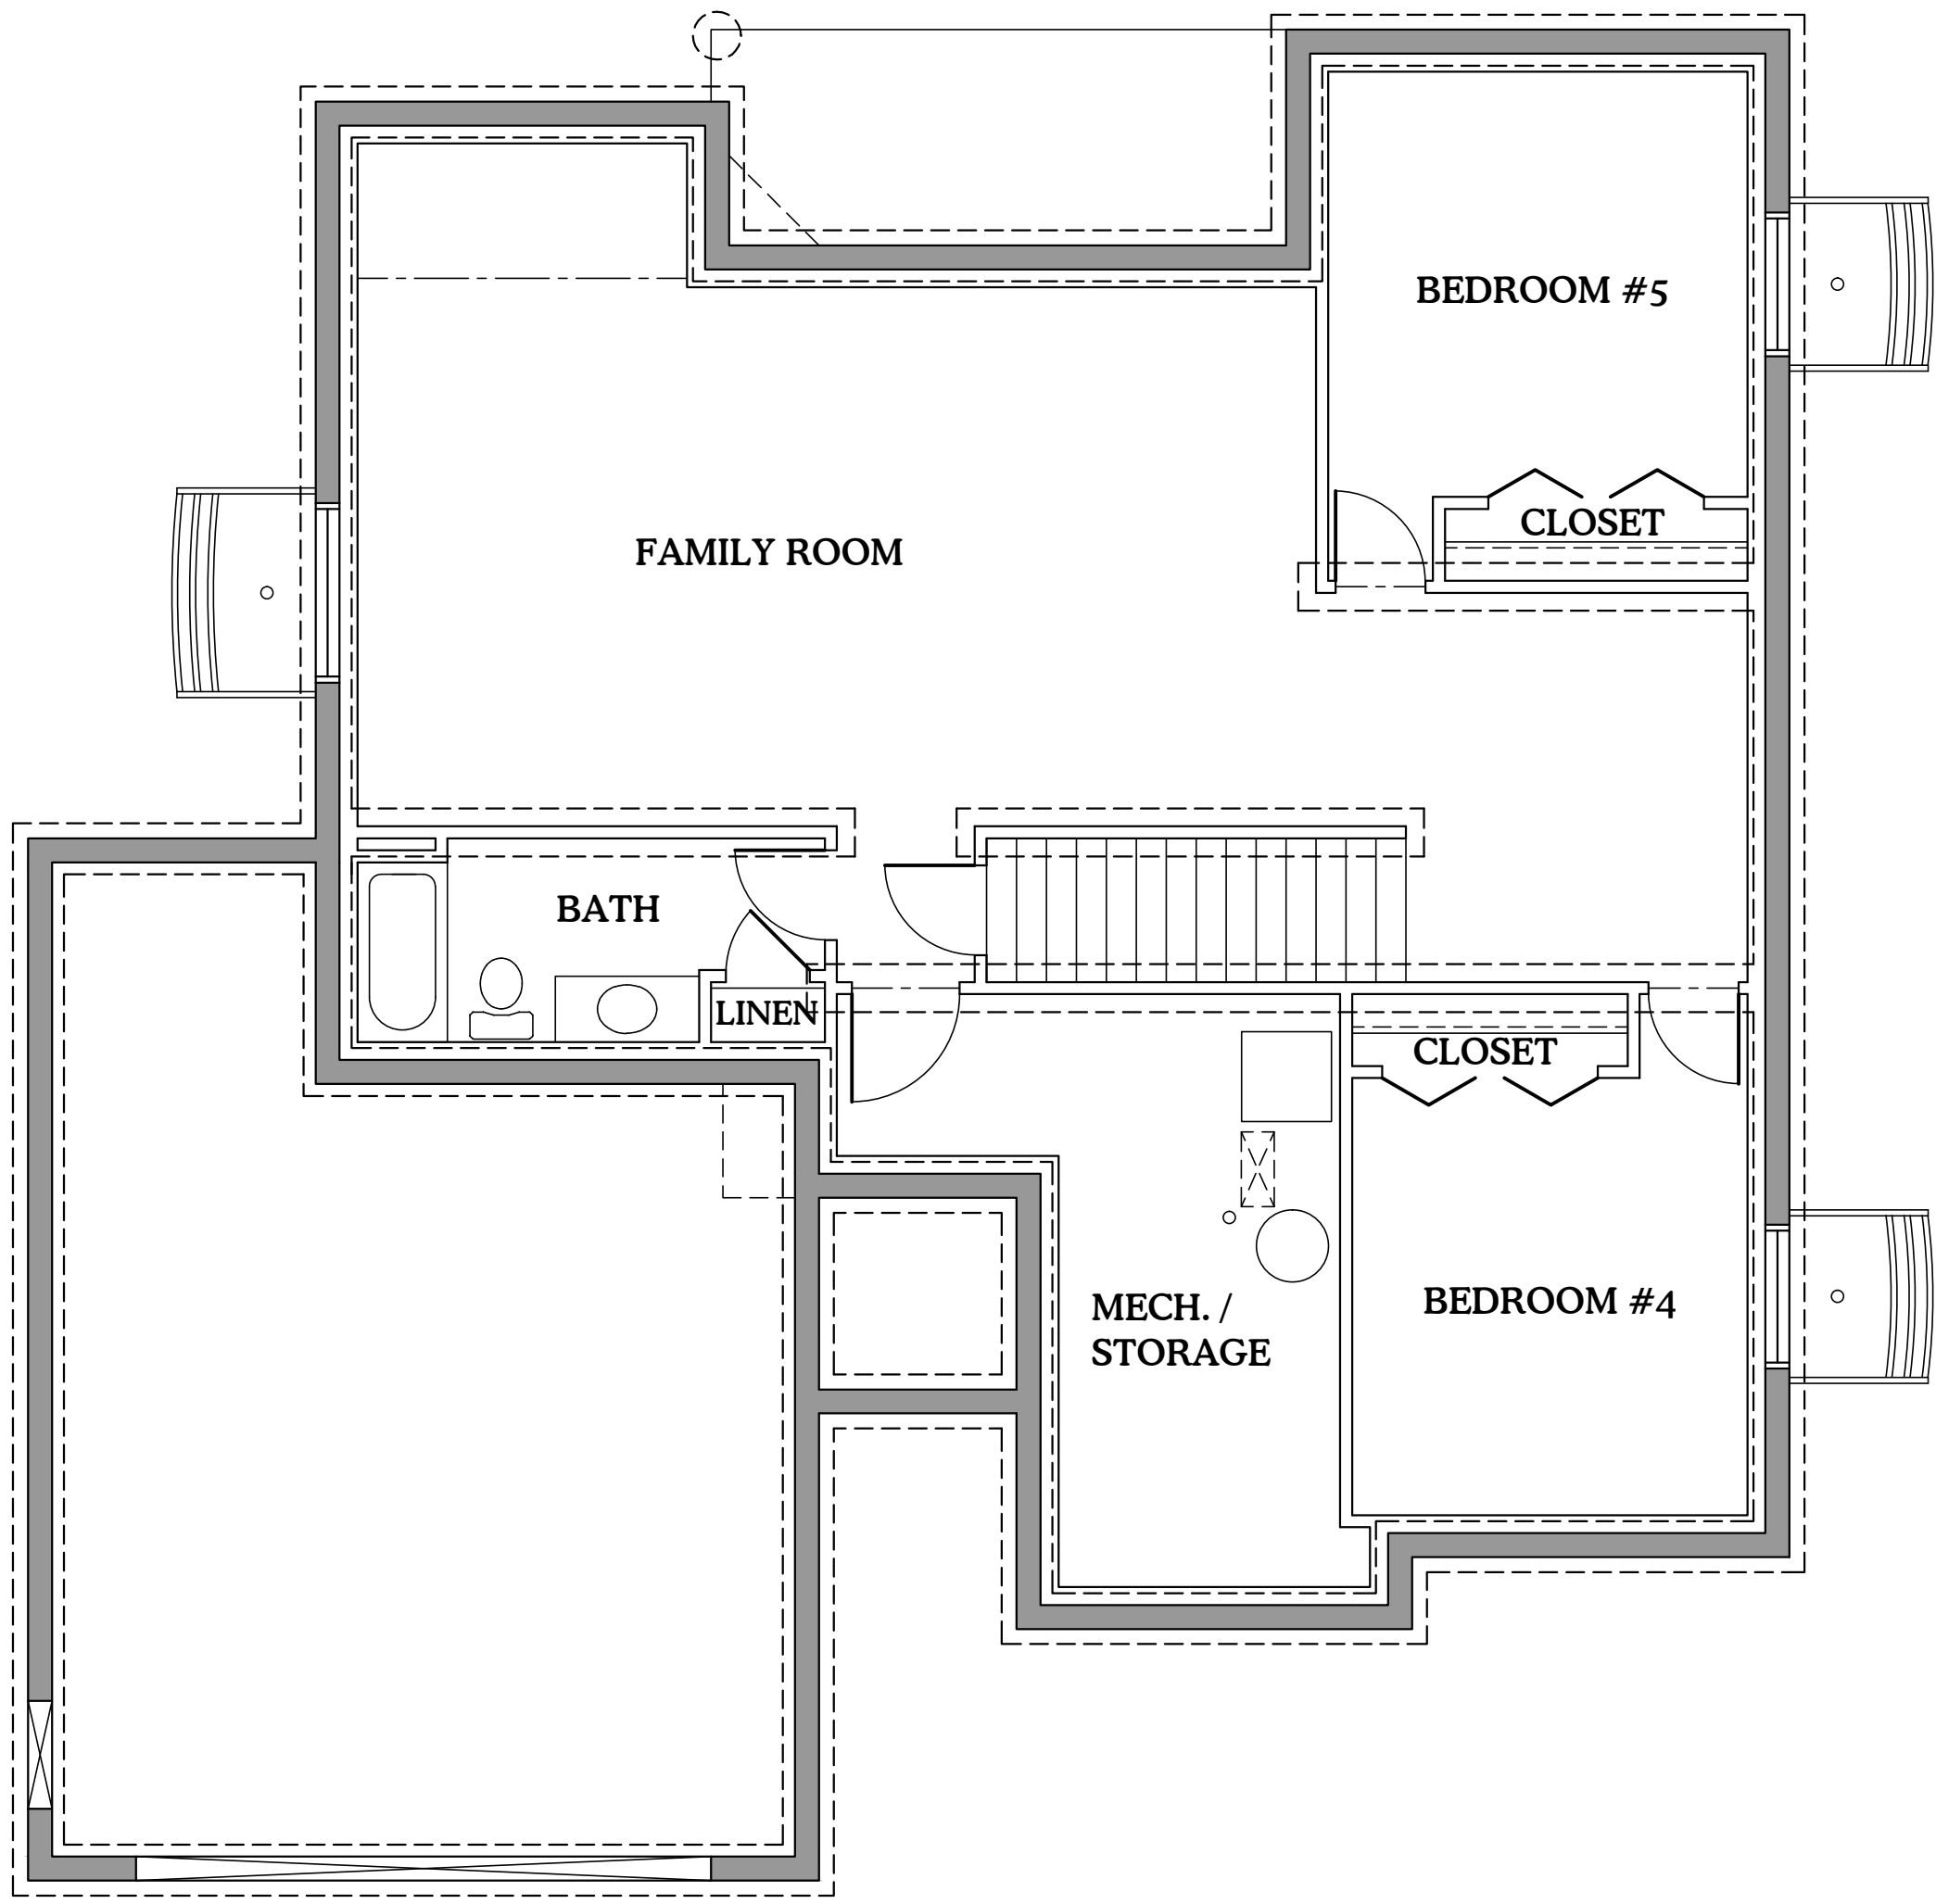 BEDROOM #5
CLOSET
FAMILY ROOM
BATH
LINEN
CLOSET
MECH. /
STORAGE
BEDROOM #4